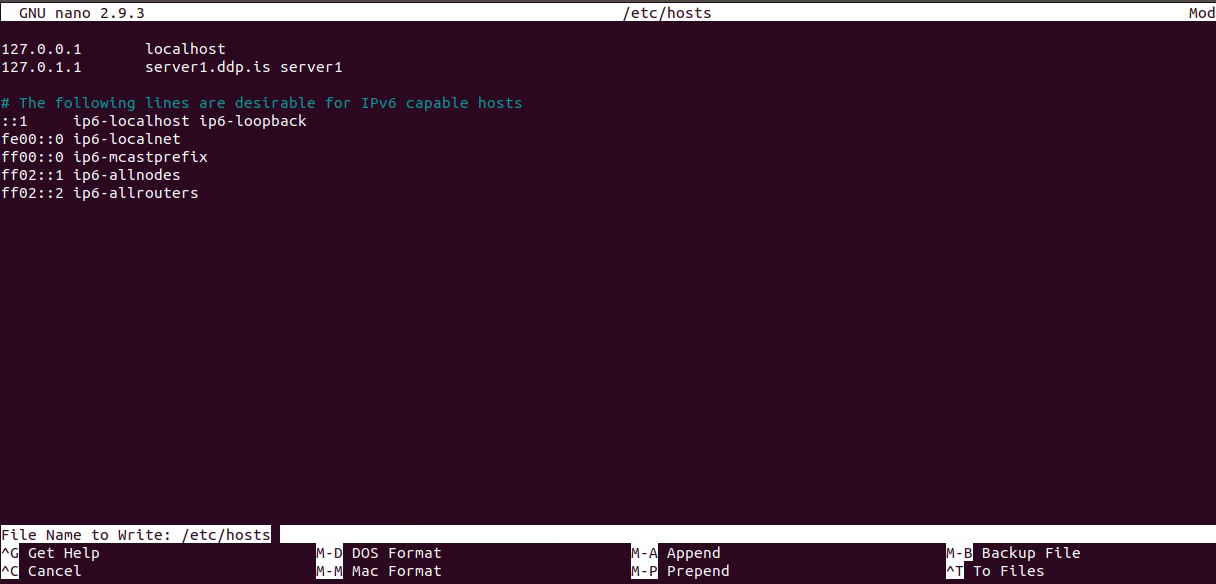 GNU nano 2.9.3 /etc/hosts Mod
127.0.0.1 localhost
127.0.1.1 server1.ddp.is server1
# The following lines are desirable for IPv6 capable hosts
::1 ip6-localhost ip6-loopback
fe00::0 ip6-localnet
ff00::0 ip6-mcastprefix
ff02::1 ip6-allnodes
ff02::2 ip6-allrouters
File Name to Write: /etc/hosts
^G Get Help M-D DOS Format M-A Append M-B Backup File
^C Cancel M-M Mac Format M-P Prepend ^T To Files